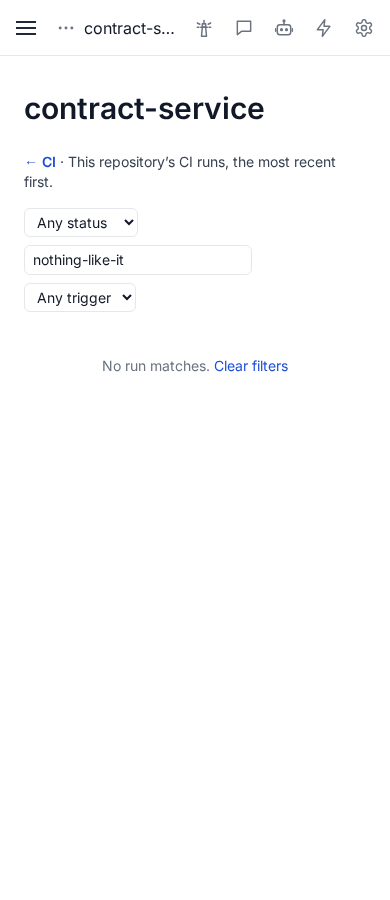 contract-s...
contract-service
← CI · This repository's CI runs, the most recent
first.
Any status
nothing-like-it
Any trigger
No run matches. Clear filters